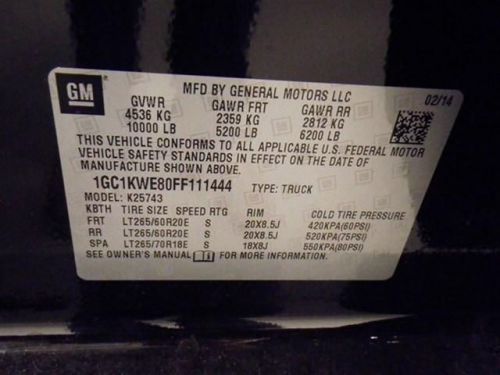 MFD BY GENERAL MOTORS LLC
02/14
GM
GVWR GAWR FRT GAWR RR
4536 KG 2359 KG 2812 KG
10000 LB 5200 LB 6200 LB
THIS VEHICLE CONFORMS TO ALL APPLICABLE U.S. FEDERAL MOTOR
VEHICLE SAFETY STANDARDS IN EFFECT ON THE DATE OF
MANUFACTURE SHOWN ABOVE.
1GC1KWE80FF111444 TYPE: TRUCK
MODEL: K25743
KBTH TIRE SIZE SPEED RTG RIM COLD TIRE PRESSURE
FRT LT265/60R20E S 20X8.5J 420KPA(60PSI)
RR LT265/60R20E S 20X8.5J 520KPA(75PSI)
SPA LT265/70R18E S 18X8J 550KPA(80PSI)
SEE OWNER'S MANUAL FOR MORE INFORMATION.